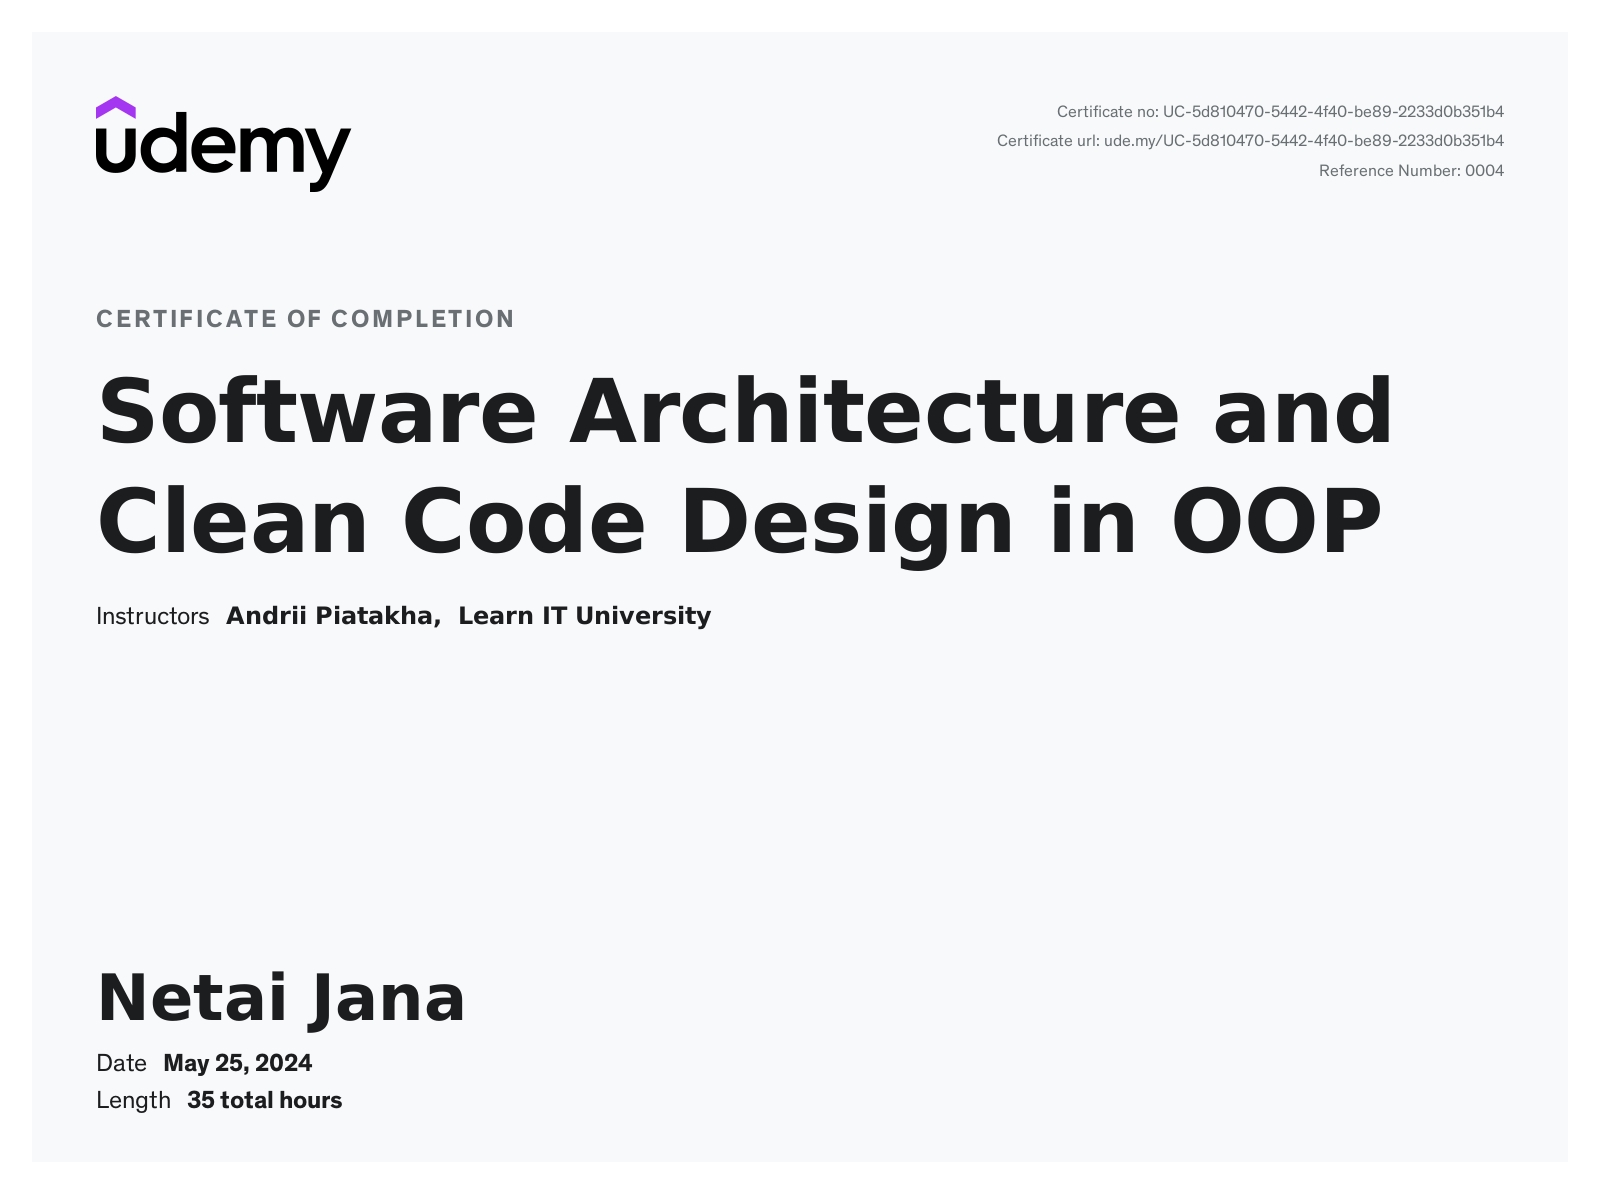 udemy
Certificate no: UC-5d810470-5442-4f40-be89-2233d0b351b4
Certificate url: ude.my/UC-5d810470-5442-4f40-be89-2233d0b351b4
Reference Number: 0004
CERTIFICATE OF COMPLETION
Software Architecture and
Clean Code Design in OOP
Instructors Andrii Piatakha, Learn IT University
Netai Jana
Date May 25, 2024
Length 35 total hours